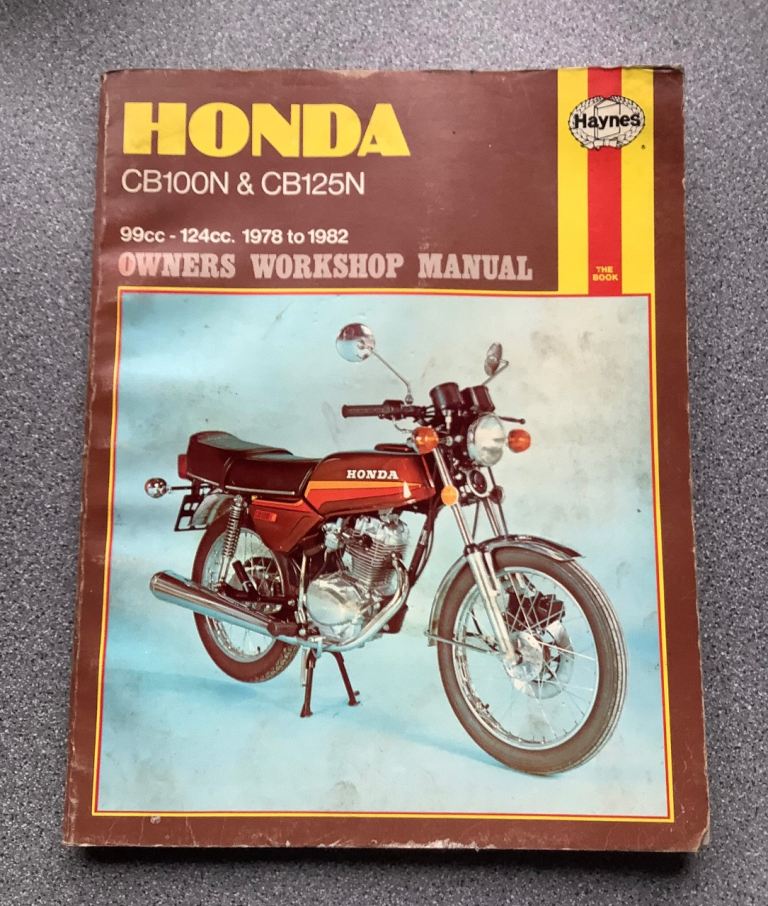 HONDA
Haynes
®
CB100N & CB125N
99cc - 124cc. 1978 to 1982
OWNERS WORKSHOP MANUAL
THE
BOOK
HONDA